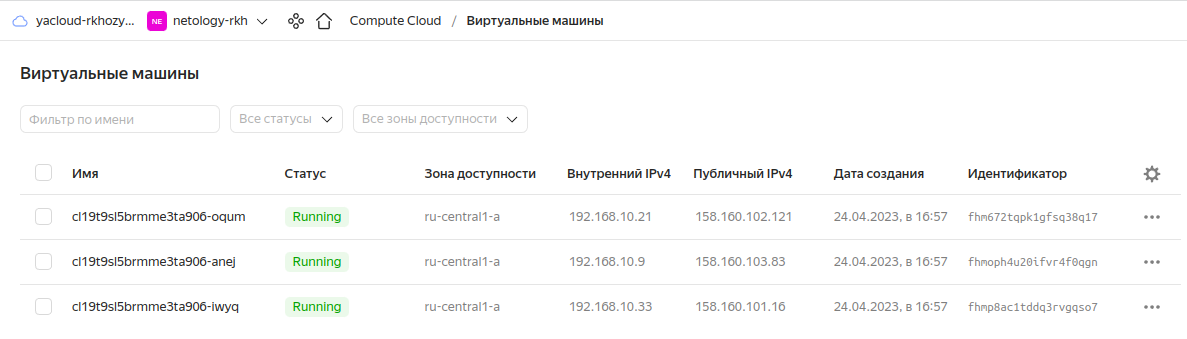 yacloud-rkhozy... NE netology-rkh Compute Cloud / Виртуальные машины
Виртуальные машины
Фильтр по имени Все статусы Все зоны доступности
Имя Статус Зона доступности Внутренний IPv4 Публичный IPv4 Дата создания Идентификатор
cl19t9sl5brmme3ta906-oqum Running ru-central1-a 192.168.10.21 158.160.102.121 24.04.2023, в 16:57 fhm672tqpk1gfsq38q17
cl19t9sl5brmme3ta906-anej Running ru-central1-a 192.168.10.9 158.160.103.83 24.04.2023, в 16:57 fhmoph4u20ifvr4f0qgn
cl19t9sl5brmme3ta906-iwyq Running ru-central1-a 192.168.10.33 158.160.101.16 24.04.2023, в 16:57 fhmp8ac1tddq3rvgqso7